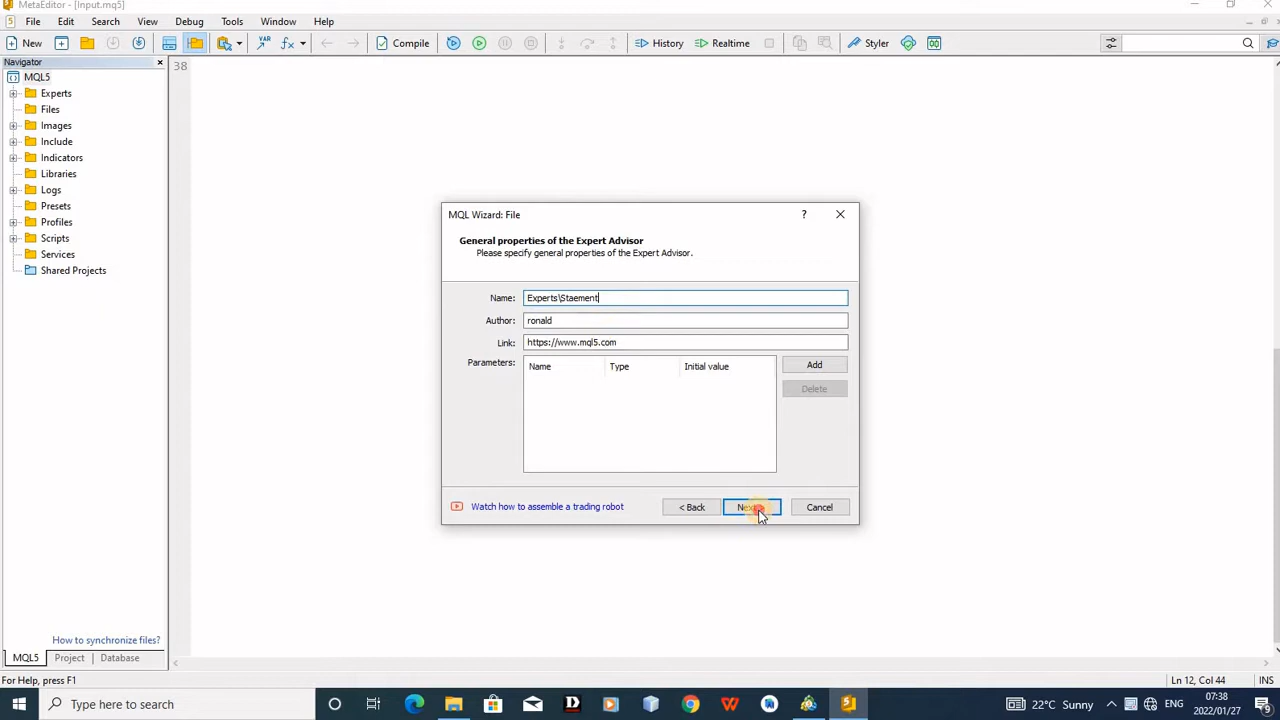 MetaEditor - [Input.mq5]
File Edit Search View Debug Tools Window Help
New Compile History Realtime Styler
Navigator
MQL5
Experts
Files
Images
Include
Indicators
Libraries
Logs
Presets
Profiles
Scripts
Services
Shared Projects
How to synchronize files?
MQL5 Project Database
38
MQL Wizard: File ?
General properties of the Expert Advisor
Please specify general properties of the Expert Advisor.
Name: Experts\Staement
Author: ronald
Link: https://www.mql5.com
Parameters: Name Type Initial value
Add
Delete
Watch how to assemble a trading robot
< Back Next > Cancel
For Help, press F1 Ln 12, Col 44 INS
Type here to search
22°C Sunny
07:38
2022/01/27